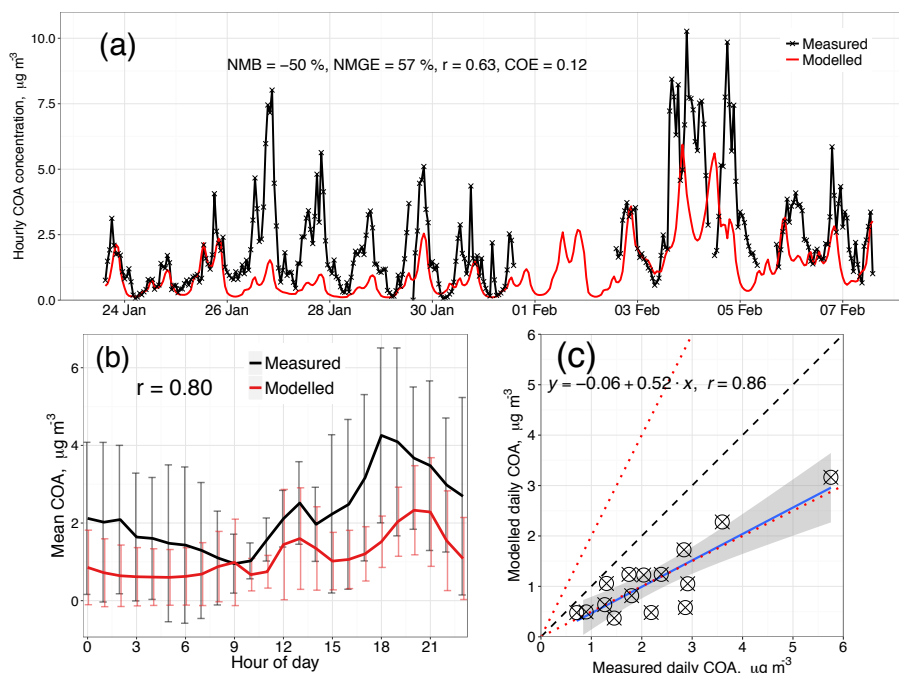 (a)
NMB = −50 %, NMGE = 57 %, r = 0.63, COE = 0.12
Measured
Modelled
Hourly COA concentration, μg m-3
10.0
7.5
5.0
2.5
0.0
24 Jan 26 Jan 28 Jan 30 Jan 01 Feb 03 Feb 05 Feb 07 Feb
(b)
r = 0.80
Measured
Modelled
Mean COA, μg m-3
6
4
2
0
0 3 6 9 12 15 18 21
Hour of day
(c)
y = −0.06 + 0.52 · x, r = 0.86
Modelled daily COA, μg m-3
6
5
4
3
2
1
0
0 1 2 3 4 5 6
Measured daily COA, μg m-3